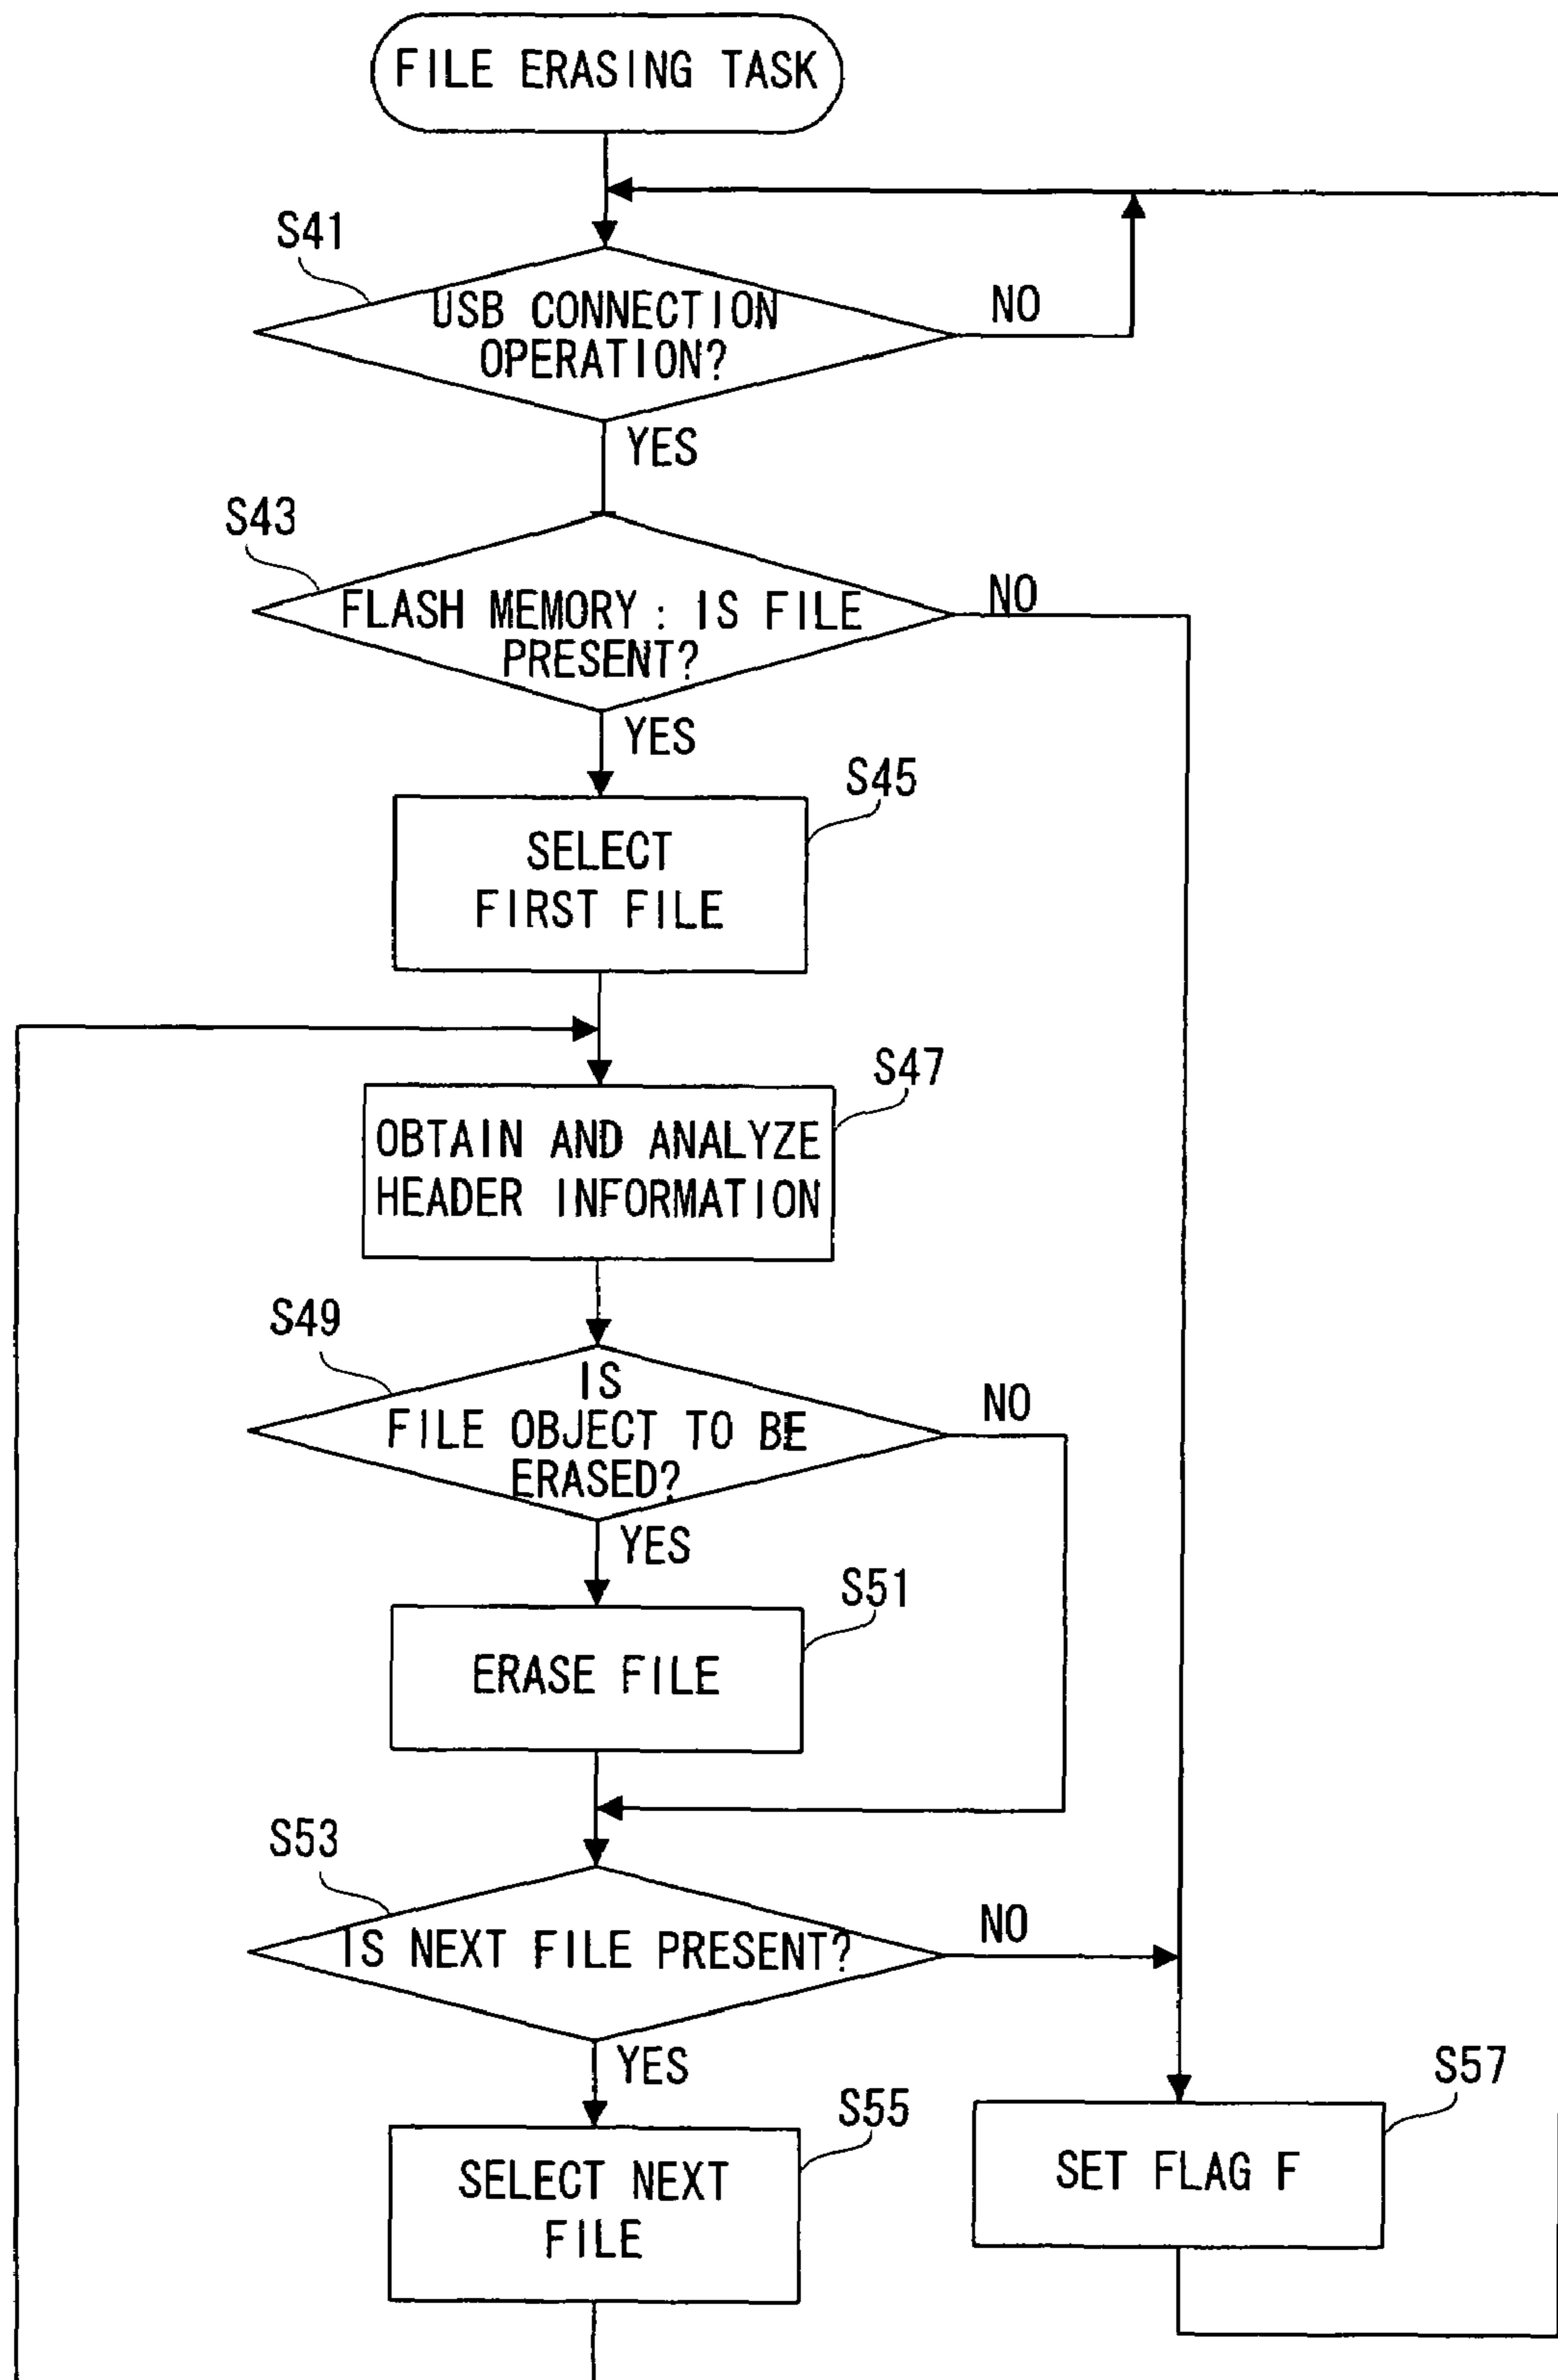 FILE ERASING TASK
S41
USB CONNECTION
OPERATION?
NO
YES
S43
FLASH MEMORY : IS FILE
PRESENT?
NO
YES
S45
SELECT
FIRST FILE
S47
OBTAIN AND ANALYZE
HEADER INFORMATION
S49
IS
FILE OBJECT TO BE
ERASED?
NO
YES
S51
ERASE FILE
S53
IS NEXT FILE PRESENT?
NO
YES
S55
SELECT NEXT
FILE
S57
SET FLAG F